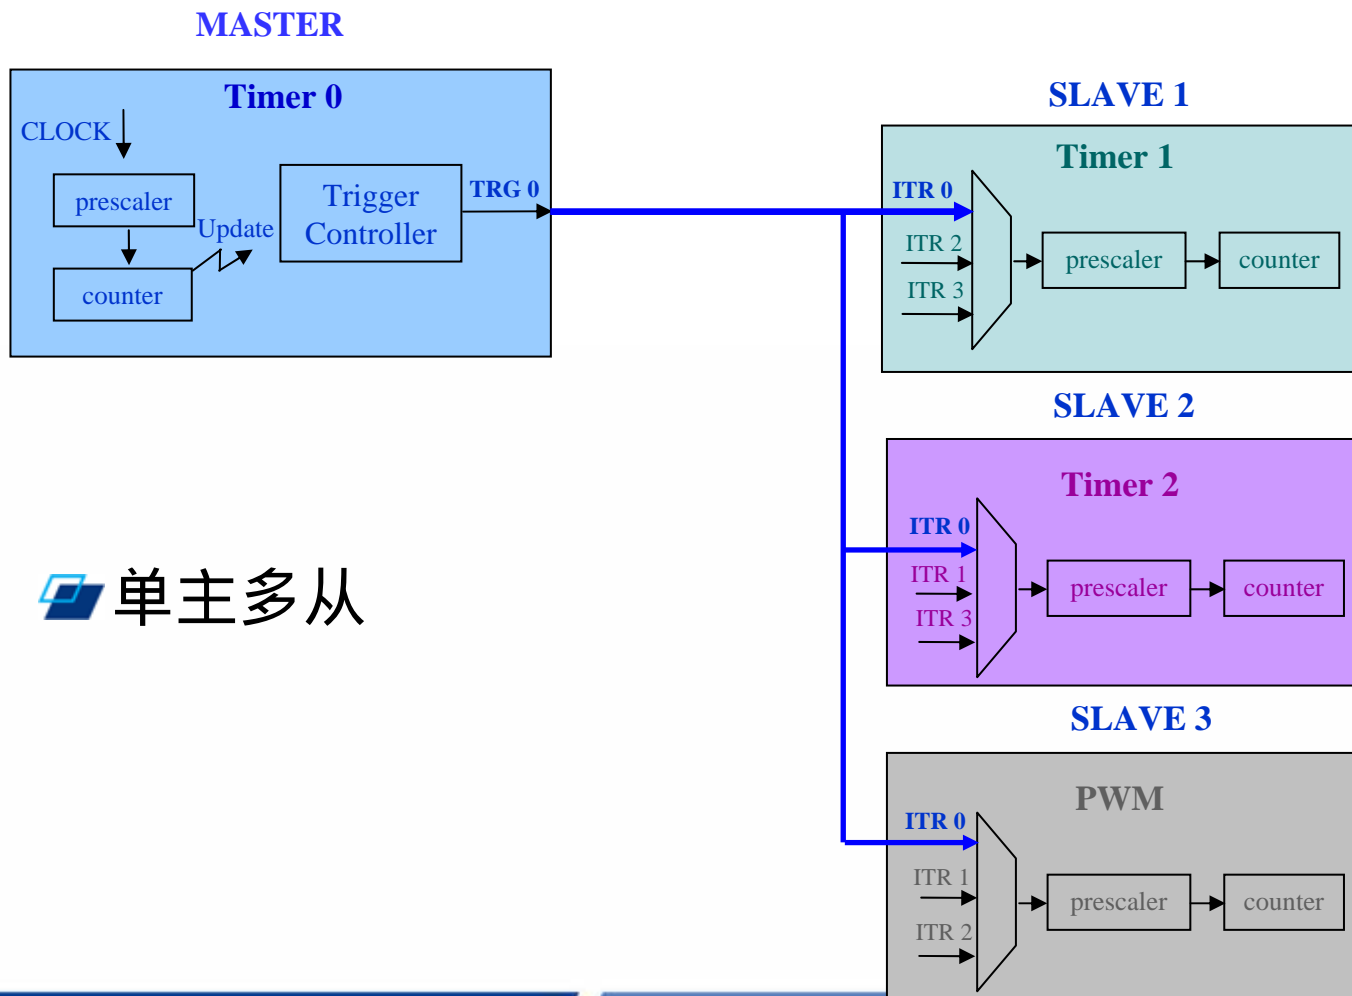 MASTER
Timer 0
CLOCK
prescaler
Update
counter
Trigger
Controller
TRG 0
SLAVE 1
Timer 1
ITR 0
ITR 2
ITR 3
prescaler
counter
SLAVE 2
Timer 2
ITR 0
ITR 1
ITR 3
prescaler
counter
单主多从
SLAVE 3
PWM
ITR 0
ITR 1
ITR 2
prescaler
counter